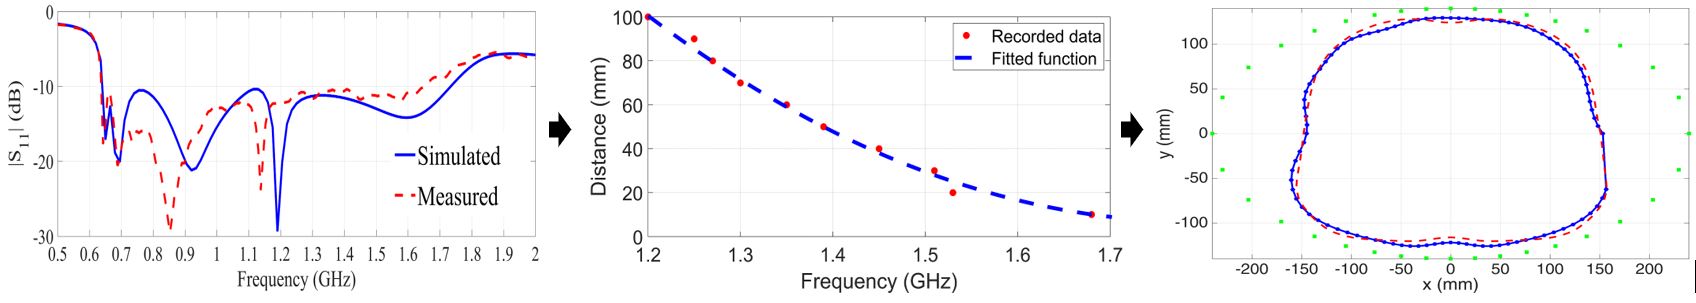 0
-10
-20
-30
|S11| (dB)
Simulated
Measured
0.5 0.6 0.7 0.8 0.9 1 1.1 1.2 1.3 1.4 1.5 1.6 1.7 1.8 1.9 2
Frequency (GHz)
100
80
60
40
20
0
Distance (mm)
Recorded data
Fitted function
1.2 1.3 1.4 1.5 1.6 1.7
Frequency (GHz)
100
50
0
-50
-100
y (mm)
-200 -150 -100 -50 0 50 100 150 200
x (mm)